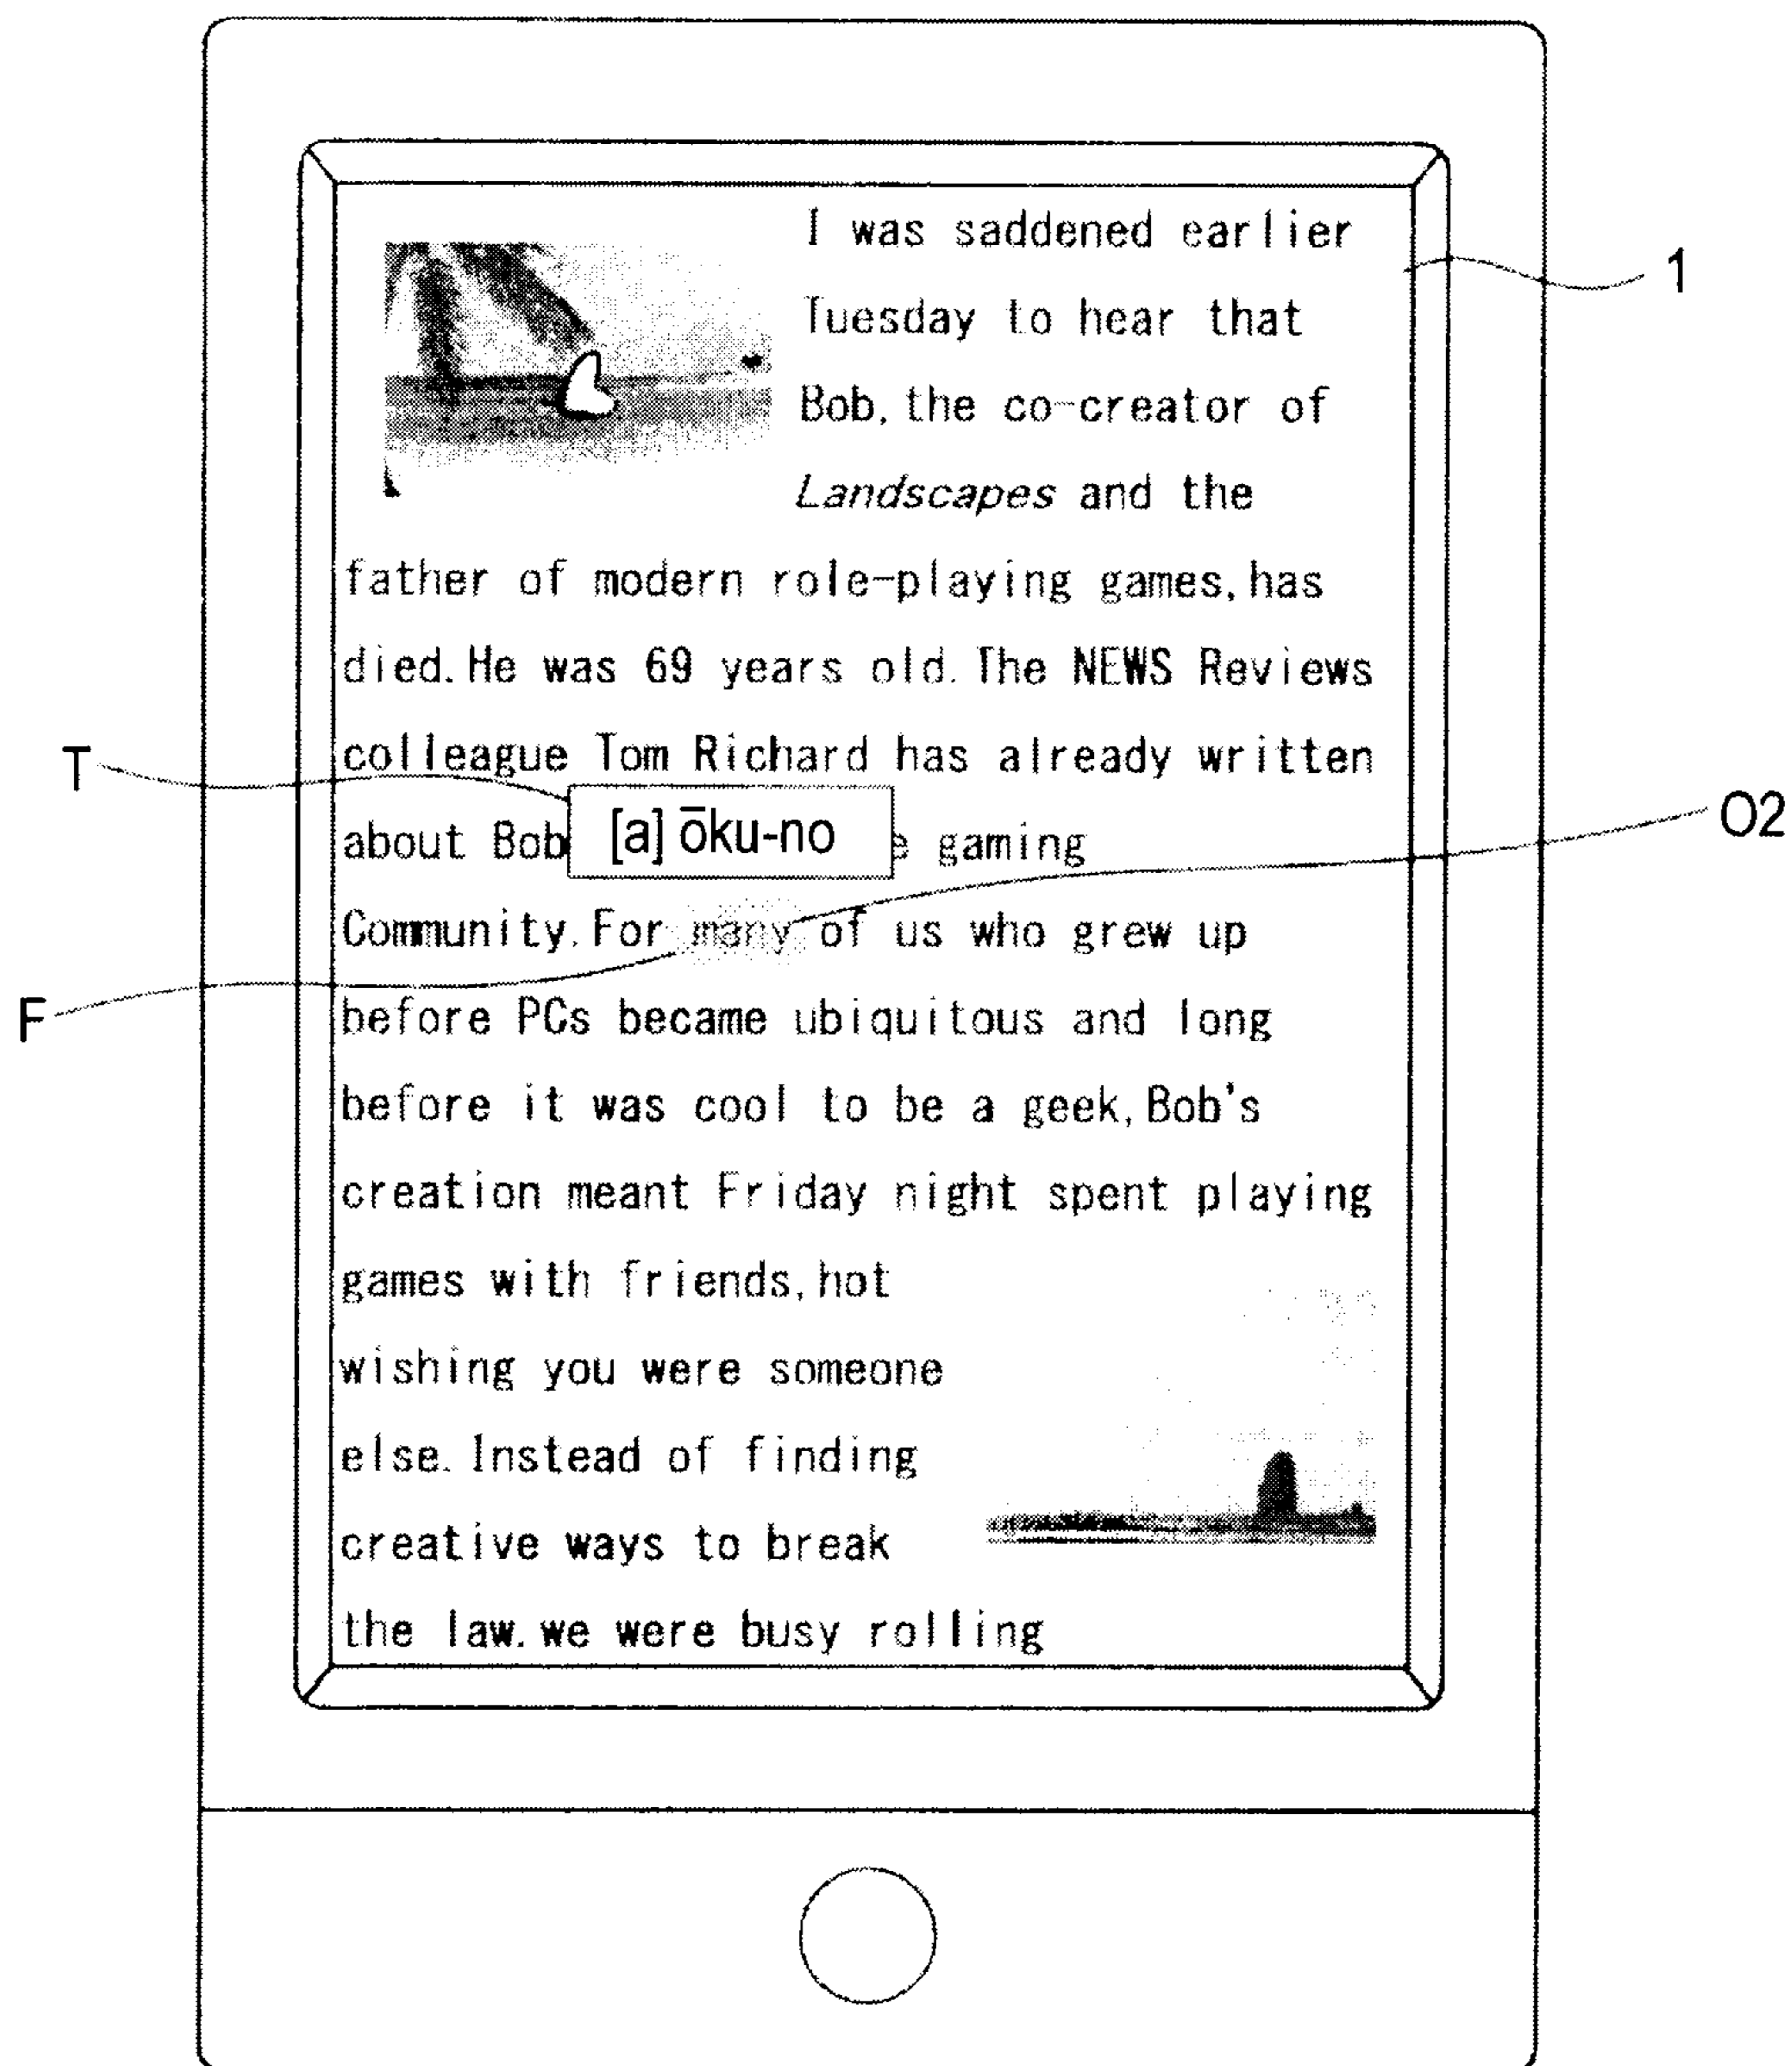 I was saddened earlier
1
Tuesday to hear that
Bob, the co-creator of
Landscapes and the
father of modern role-playing games, has
died. He was 69 years old. The NEWS Reviews
colleague Tom Richard has already written
T
[a] ōku-no
about Bob e gaming
O2
Community. For many of us who grew up
F
before PCs became ubiquitous and long
before it was cool to be a geek, Bob's
creation meant Friday night spent playing
games with friends, hot
wishing you were someone
else. Instead of finding
creative ways to break
the law. we were busy rolling